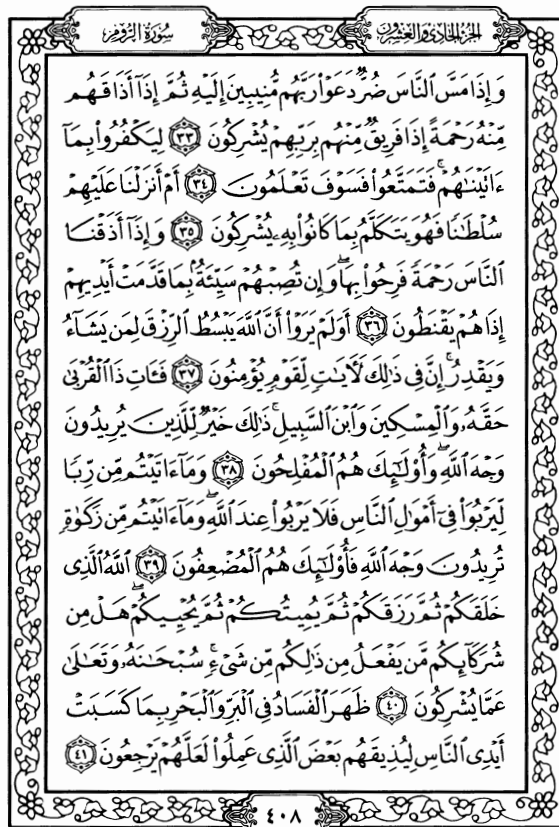 الجزء الحادي والعشرون
سورة الروم
وَإِذَا مَسَّ ٱلنَّاسَ ضُرٌّ دَعَوْا۟ رَبَّهُم مُّنِيبِينَ إِلَيْهِ ثُمَّ إِذَآ أَذَاقَهُم
مِّنْهُ رَحْمَةً إِذَا فَرِيقٌ مِّنْهُم بِرَبِّهِمْ يُشْرِكُونَ ٣٣ لِيَكْفُرُوا۟ بِمَآ
ءَاتَيْنَٰهُمْ ۚ فَتَمَتَّعُوا۟ فَسَوْفَ تَعْلَمُونَ ٣٤ أَمْ أَنزَلْنَا عَلَيْهِمْ
سُلْطَٰنًا فَهُوَ يَتَكَلَّمُ بِمَا كَانُوا۟ بِهِۦ يُشْرِكُونَ ٣٥ وَإِذَآ أَذَقْنَا
ٱلنَّاسَ رَحْمَةً فَرِحُوا۟ بِهَا ۖ وَإِن تُصِبْهُمْ سَيِّئَةٌۢ بِمَا قَدَّمَتْ أَيْدِيهِمْ
إِذَا هُمْ يَقْنَطُونَ ٣٦ أَوَلَمْ يَرَوْا۟ أَنَّ ٱللَّهَ يَبْسُطُ ٱلرِّزْقَ لِمَن يَشَآءُ
وَيَقْدِرُ ۚ إِنَّ فِى ذَٰلِكَ لَءَايَٰتٍ لِّقَوْمٍ يُؤْمِنُونَ ٣٧ فَـَٔاتِ ذَا ٱلْقُرْبَىٰ
حَقَّهُۥ وَٱلْمِسْكِينَ وَٱبْنَ ٱلسَّبِيلِ ۚ ذَٰلِكَ خَيْرٌ لِّلَّذِينَ يُرِيدُونَ
وَجْهَ ٱللَّهِ ۖ وَأُو۟لَٰٓئِكَ هُمُ ٱلْمُفْلِحُونَ ٣٨ وَمَآ ءَاتَيْتُم مِّن رِّبًا
لِّيَرْبُوَا۟ فِىٓ أَمْوَٰلِ ٱلنَّاسِ فَلَا يَرْبُوا۟ عِندَ ٱللَّهِ ۖ وَمَآ ءَاتَيْتُم مِّن زَكَوٰةٍ
تُرِيدُونَ وَجْهَ ٱللَّهِ فَأُو۟لَٰٓئِكَ هُمُ ٱلْمُضْعِفُونَ ٣٩ ٱللَّهُ ٱلَّذِى
خَلَقَكُمْ ثُمَّ رَزَقَكُمْ ثُمَّ يُمِيتُكُمْ ثُمَّ يُحْيِيكُمْ ۖ هَلْ مِن
شُرَكَآئِكُم مَّن يَفْعَلُ مِن ذَٰلِكُم مِّن شَىْءٍ ۚ سُبْحَٰنَهُۥ وَتَعَٰلَىٰ
عَمَّا يُشْرِكُونَ ٤٠ ظَهَرَ ٱلْفَسَادُ فِى ٱلْبَرِّ وَٱلْبَحْرِ بِمَا كَسَبَتْ
أَيْدِى ٱلنَّاسِ لِيُذِيقَهُم بَعْضَ ٱلَّذِى عَمِلُوا۟ لَعَلَّهُمْ يَرْجِعُونَ ٤١
٤٠٨